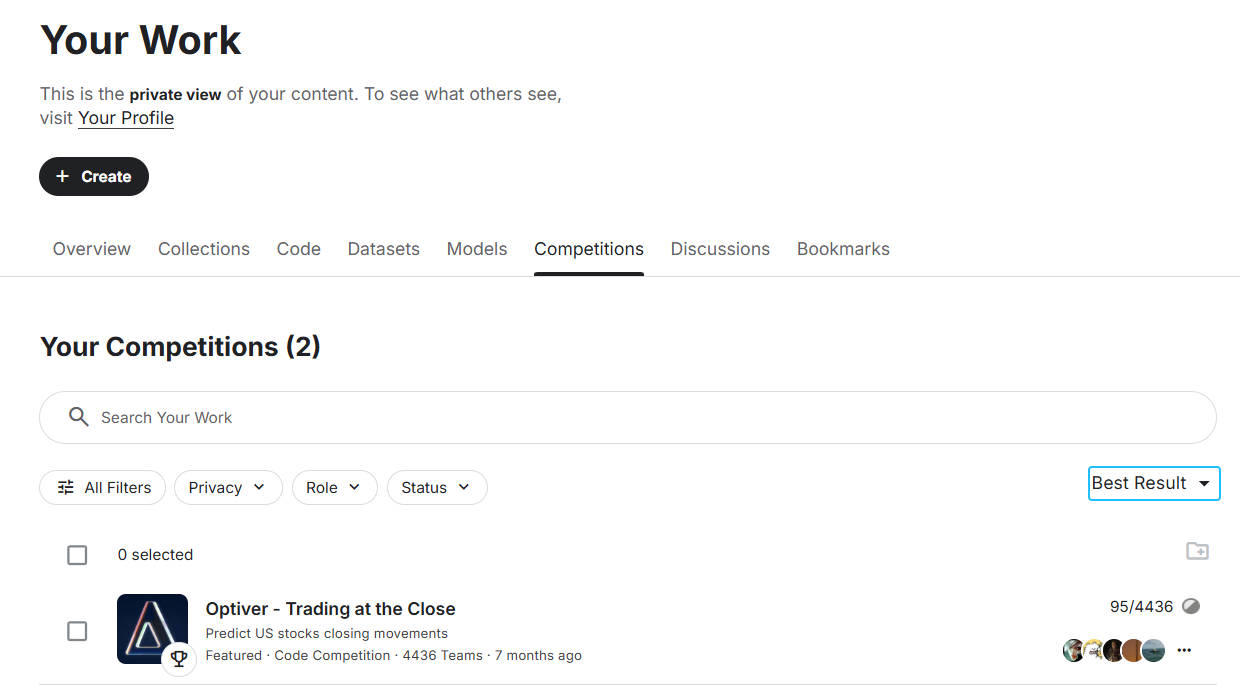 Your Work
This is the private view of your content. To see what others see,
visit Your Profile
+ Create
Overview Collections Code Datasets Models Competitions Discussions Bookmarks
Your Competitions (2)
Search Your Work
All Filters Privacy Role Status Best Result
0 selected
Optiver - Trading at the Close 95/4436
Predict US stocks closing movements
Featured · Code Competition · 4436 Teams · 7 months ago